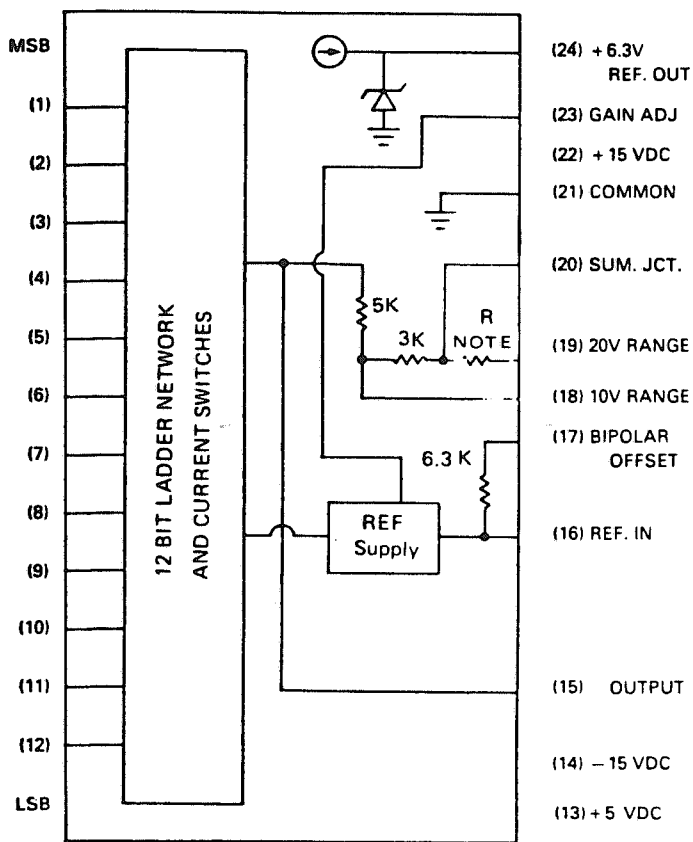 MSB
(1)
(2)
(3)
(4)
(5)
(6)
(7)
(8)
(9)
(10)
(11)
(12)
LSB
12 BIT LADDER NETWORK
AND CURRENT SWITCHES
5K
3K
R
NOTE
6.3 K
REF
Supply
(24) +6.3V
REF. OUT
(23) GAIN ADJ
(22) +15 VDC
(21) COMMON
(20) SUM. JCT.
(19) 20V RANGE
(18) 10V RANGE
(17) BIPOLAR
OFFSET
(16) REF. IN
(15) OUTPUT
(14) −15 VDC
(13) +5 VDC